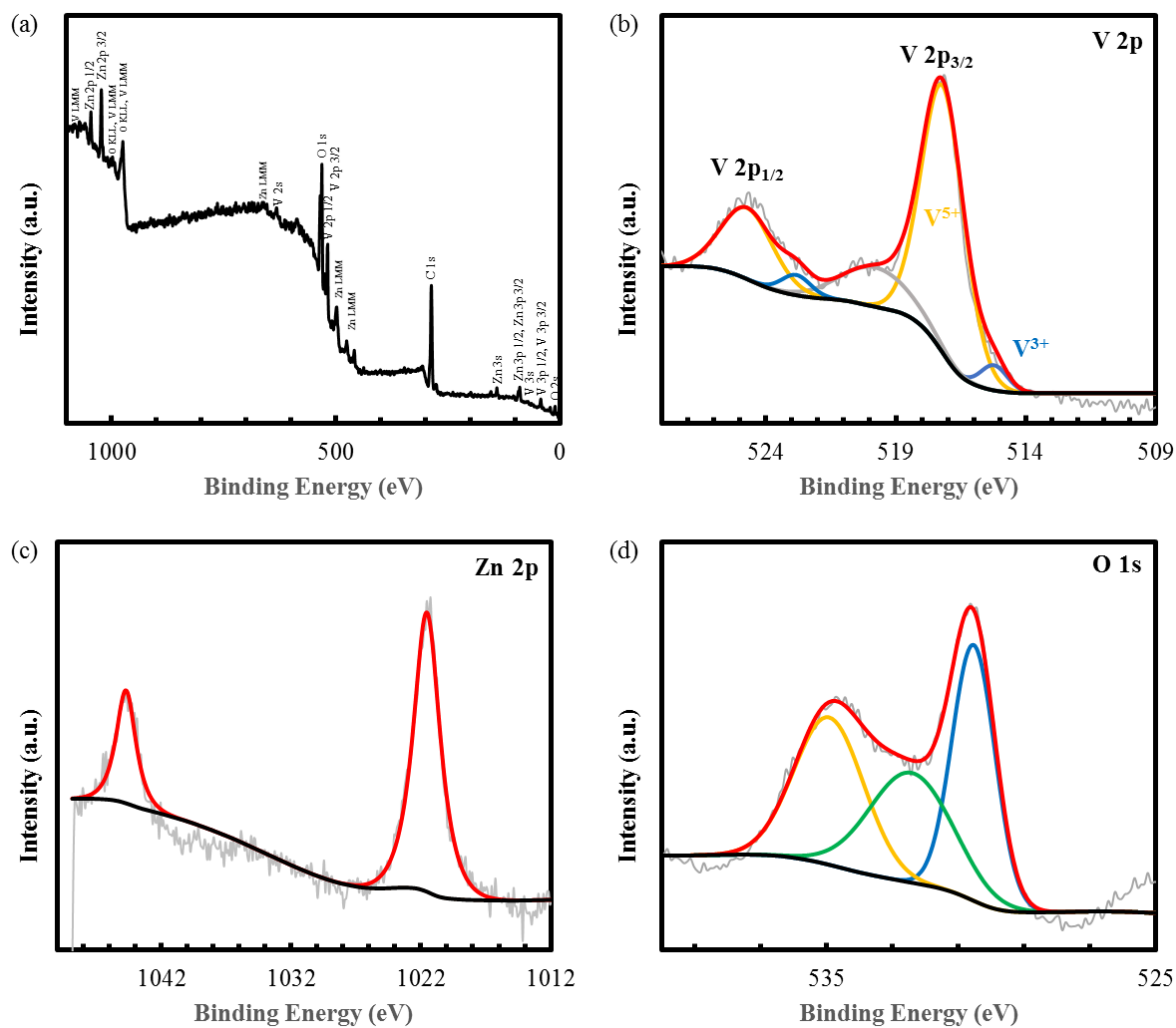 (a)
V LMM
Zn 2p 1/2
Zn 2p 3/2
O KLL, V LMM
O KLL, V LMM
Zn LMM
V 2s
O 1s
V 2p 1/2 V 2p 3/2
Zn LMM
Zn LMM
C 1s
Zn 3s
Zn 3p 1/2, Zn 3p 3/2
V 3s
V 3p 1/2, V 3p 3/2
O 2s
Intensity (a.u.)
1000 500 0
Binding Energy (eV)
(b)
V 2p
V 2p3/2
V 2p1/2
V5+
V3+
Intensity (a.u.)
524 519 514 509
Binding Energy (eV)
(c)
Zn 2p
Intensity (a.u.)
1042 1032 1022 1012
Binding Energy (eV)
(d)
O 1s
Intensity (a.u.)
535 525
Binding Energy (eV)